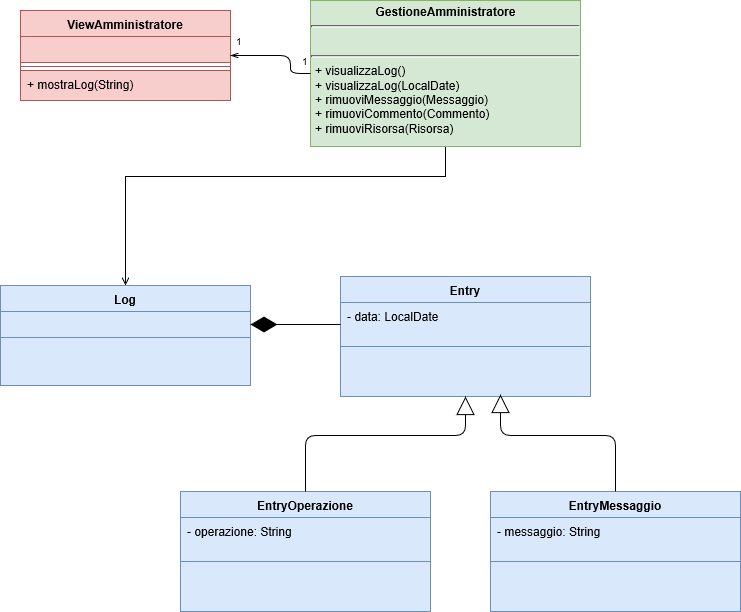 ViewAmministratore
+ mostraLog(String)
1
1
GestioneAmministratore
+ visualizzaLog()
+ visualizzaLog(LocalDate)
+ rimuoviMessaggio(Messaggio)
+ rimuoviCommento(Commento)
+ rimuoviRisorsa(Risorsa)
Log
Entry
- data: LocalDate
EntryOperazione
- operazione: String
EntryMessaggio
- messaggio: String